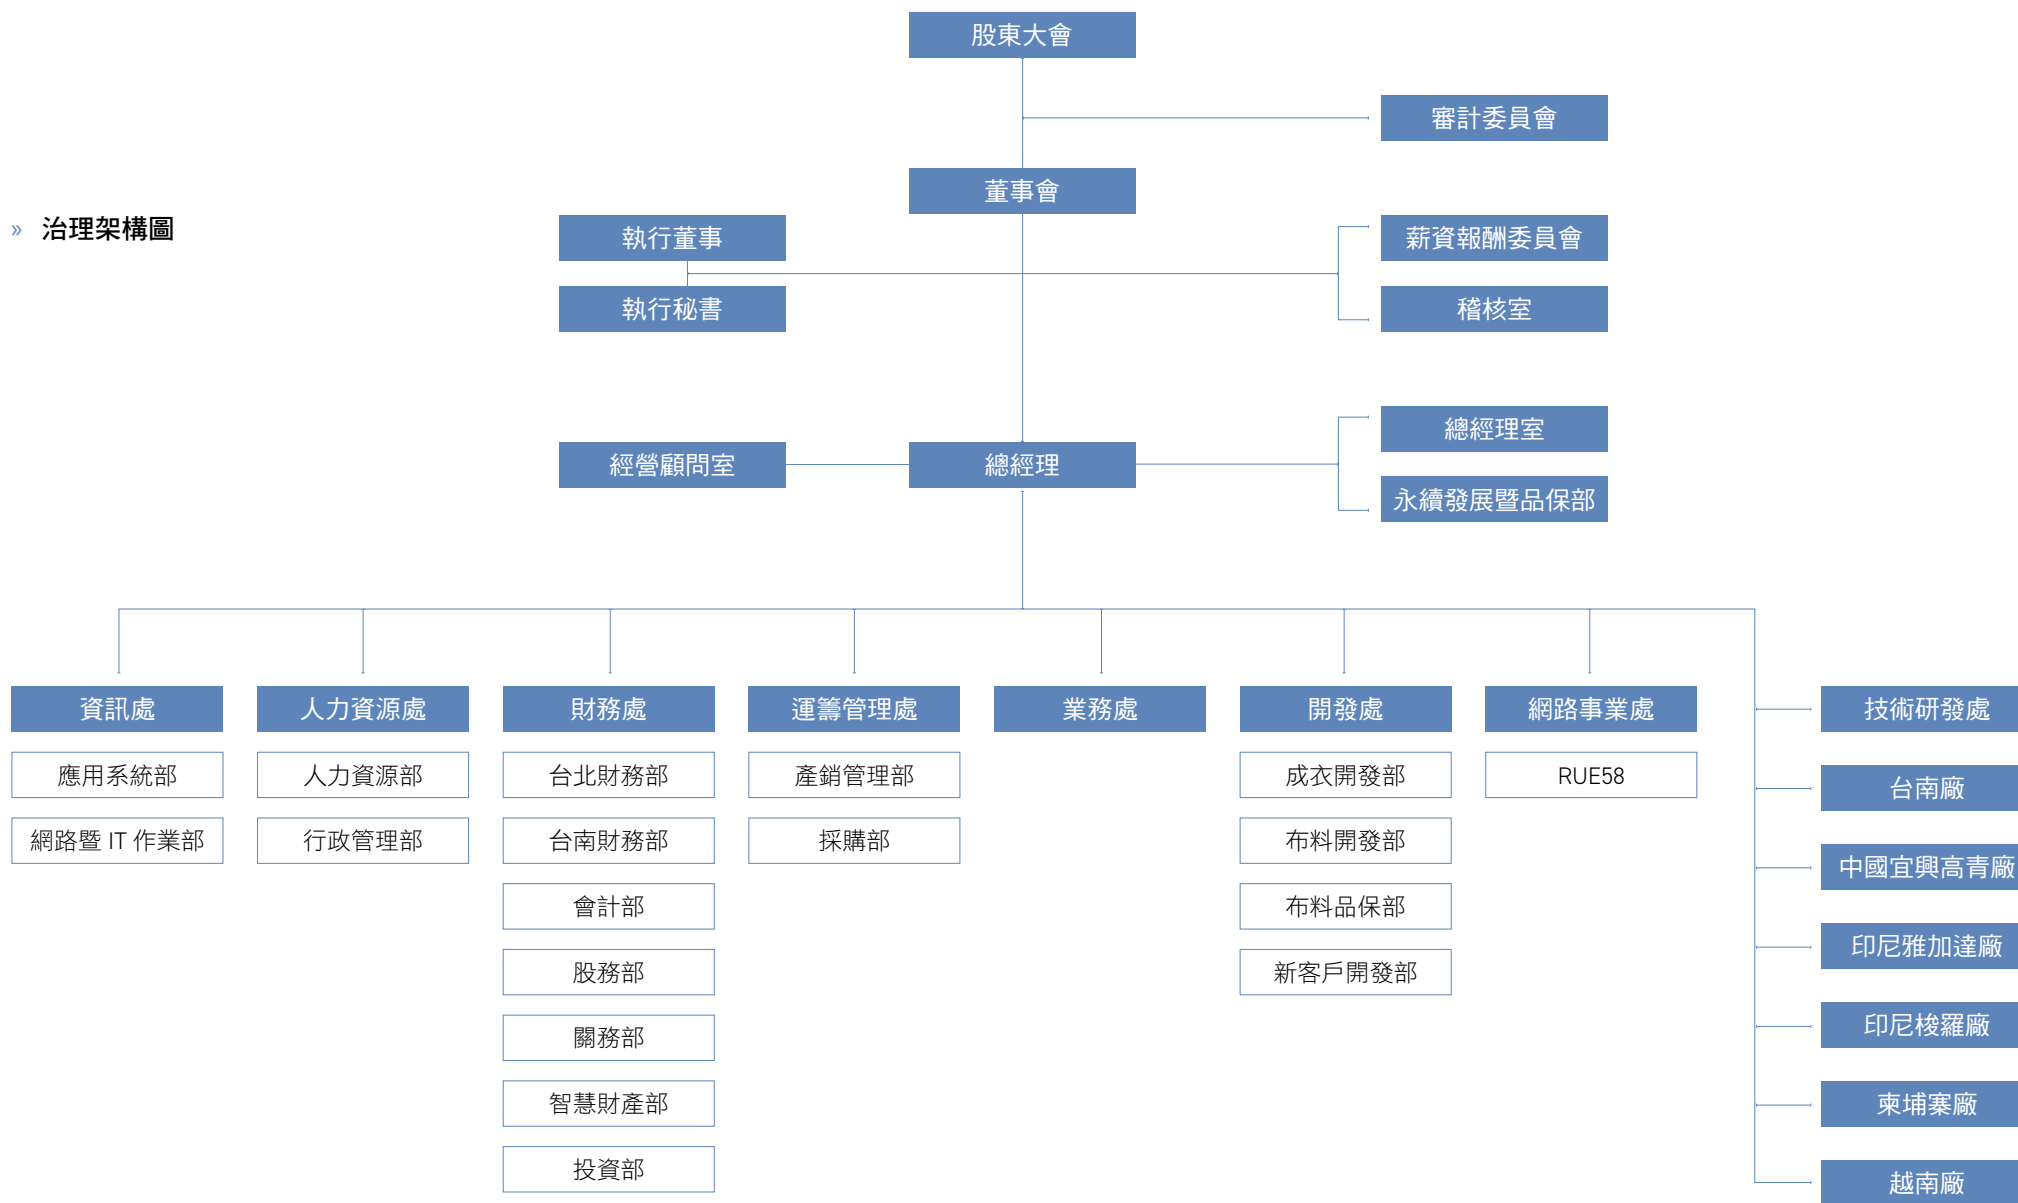 股東大會
審計委員會
董事會
» 治理架構圖
執行董事
薪資報酬委員會
執行秘書
稽核室
總經理室
經營顧問室
總經理
永續發展暨品保部
資訊處
人力資源處
財務處
運籌管理處
業務處
開發處
網路事業處
技術研發處
應用系統部
人力資源部
台北財務部
產銷管理部
成衣開發部
RUE58
台南廠
網路暨 IT 作業部
行政管理部
台南財務部
採購部
布料開發部
中國宜興高青廠
會計部
布料品保部
印尼雅加達廠
股務部
新客戶開發部
關務部
印尼梭羅廠
智慧財產部
柬埔寨廠
投資部
越南廠